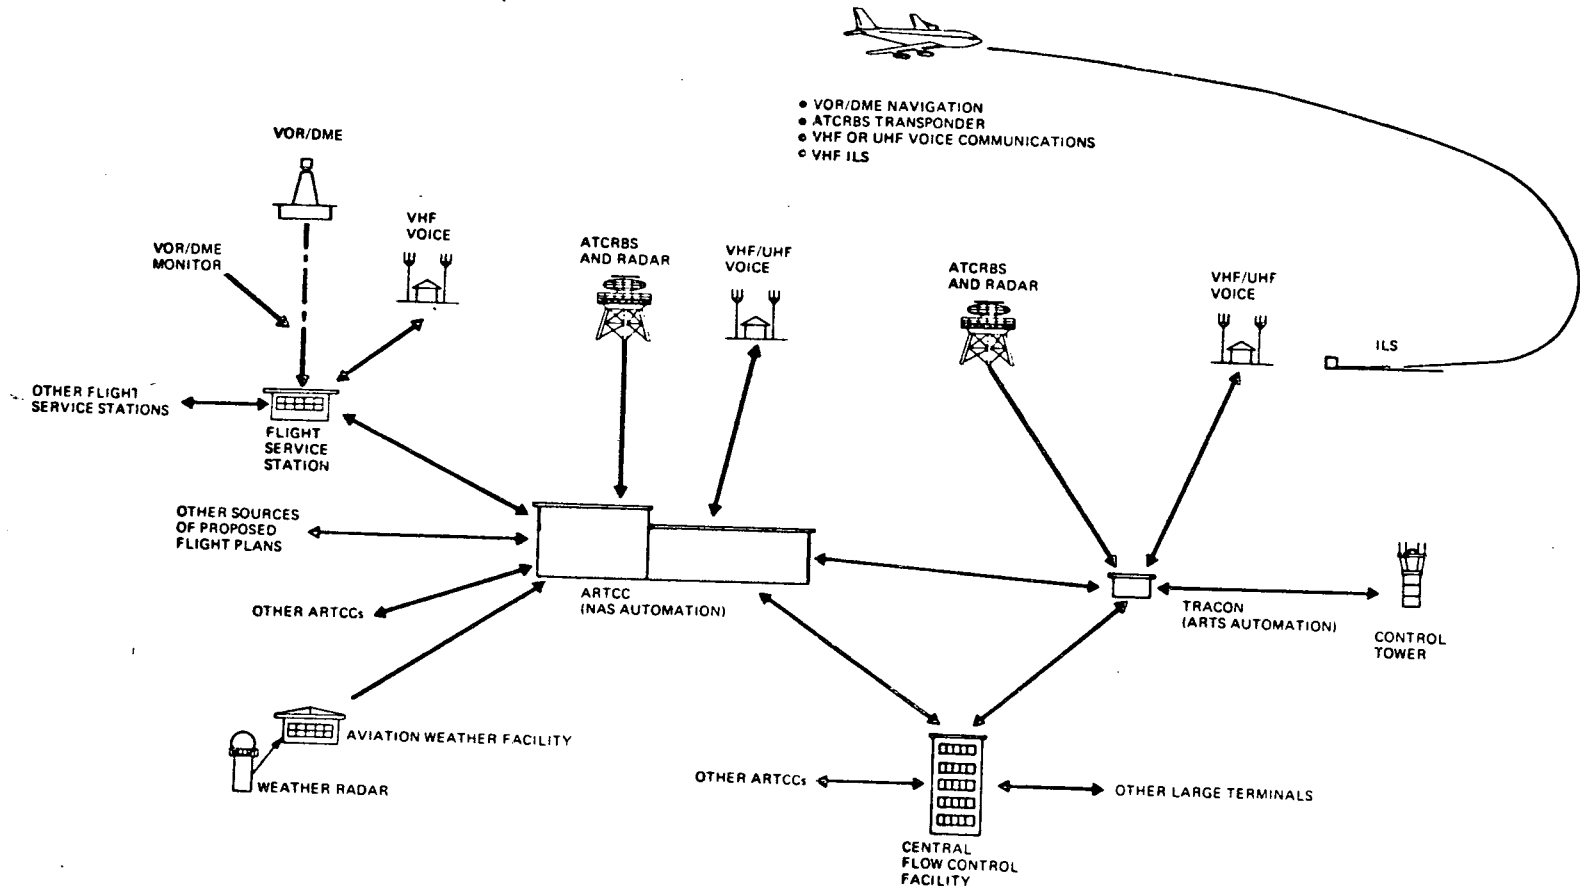 • VOR/DME NAVIGATION
• ATCRBS TRANSPONDER
• VHF OR UHF VOICE COMMUNICATIONS
• VHF ILS
VOR/DME
VOR/DME
MONITOR
VHF
VOICE
ATCRBS
AND RADAR
VHF/UHF
VOICE
ATCRBS
AND RADAR
VHF/UHF
VOICE
ILS
OTHER FLIGHT
SERVICE STATIONS
FLIGHT
SERVICE
STATION
OTHER SOURCES
OF PROPOSED
FLIGHT PLANS
OTHER ARTCCs
ARTCC
(NAS AUTOMATION)
TRACON
(ARTS AUTOMATION)
CONTROL
TOWER
AVIATION WEATHER FACILITY
WEATHER RADAR
OTHER ARTCCs
OTHER LARGE TERMINALS
CENTRAL
FLOW CONTROL
FACILITY